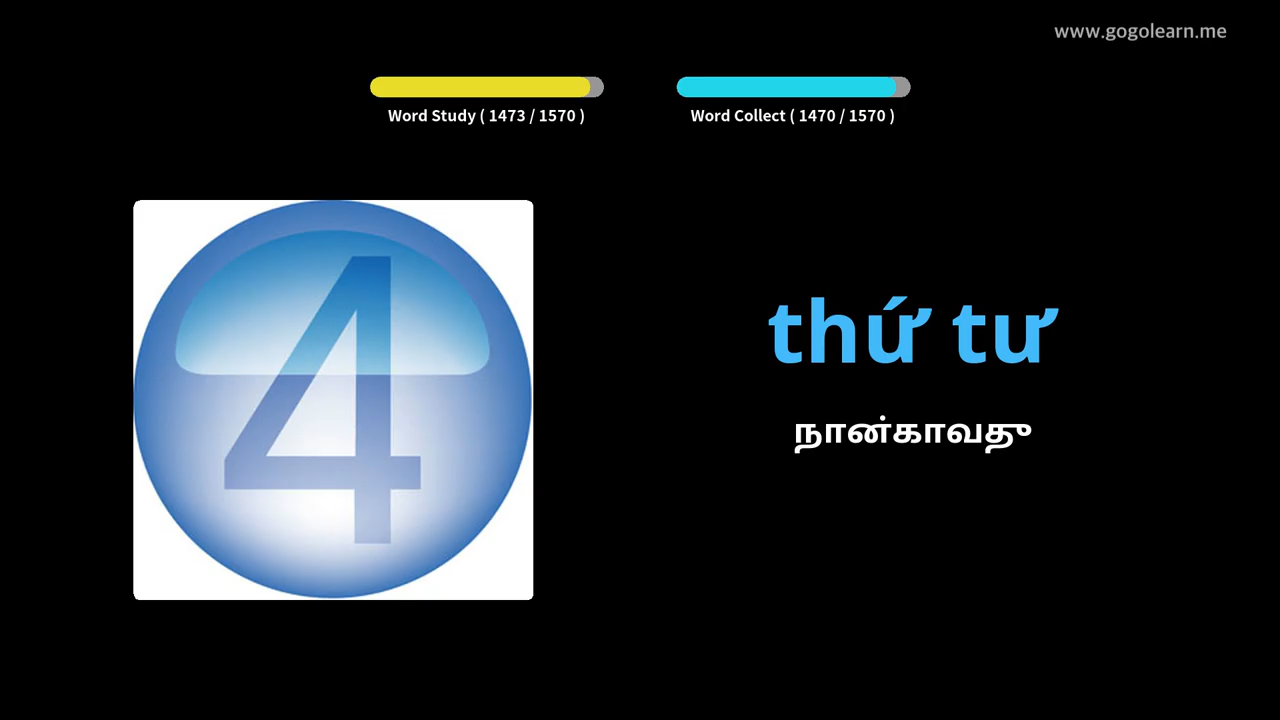 www.gogolearn.me
Word Study ( 1473 / 1570 )
Word Collect ( 1470 / 1570 )
4
thứ tư
நான்காவது